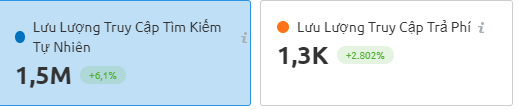 Lưu Lượng Truy Cập Tìm Kiếm
Tự Nhiên
1,5M +6,1%
Lưu Lượng Truy Cập Trả Phí
1,3K +2.802%